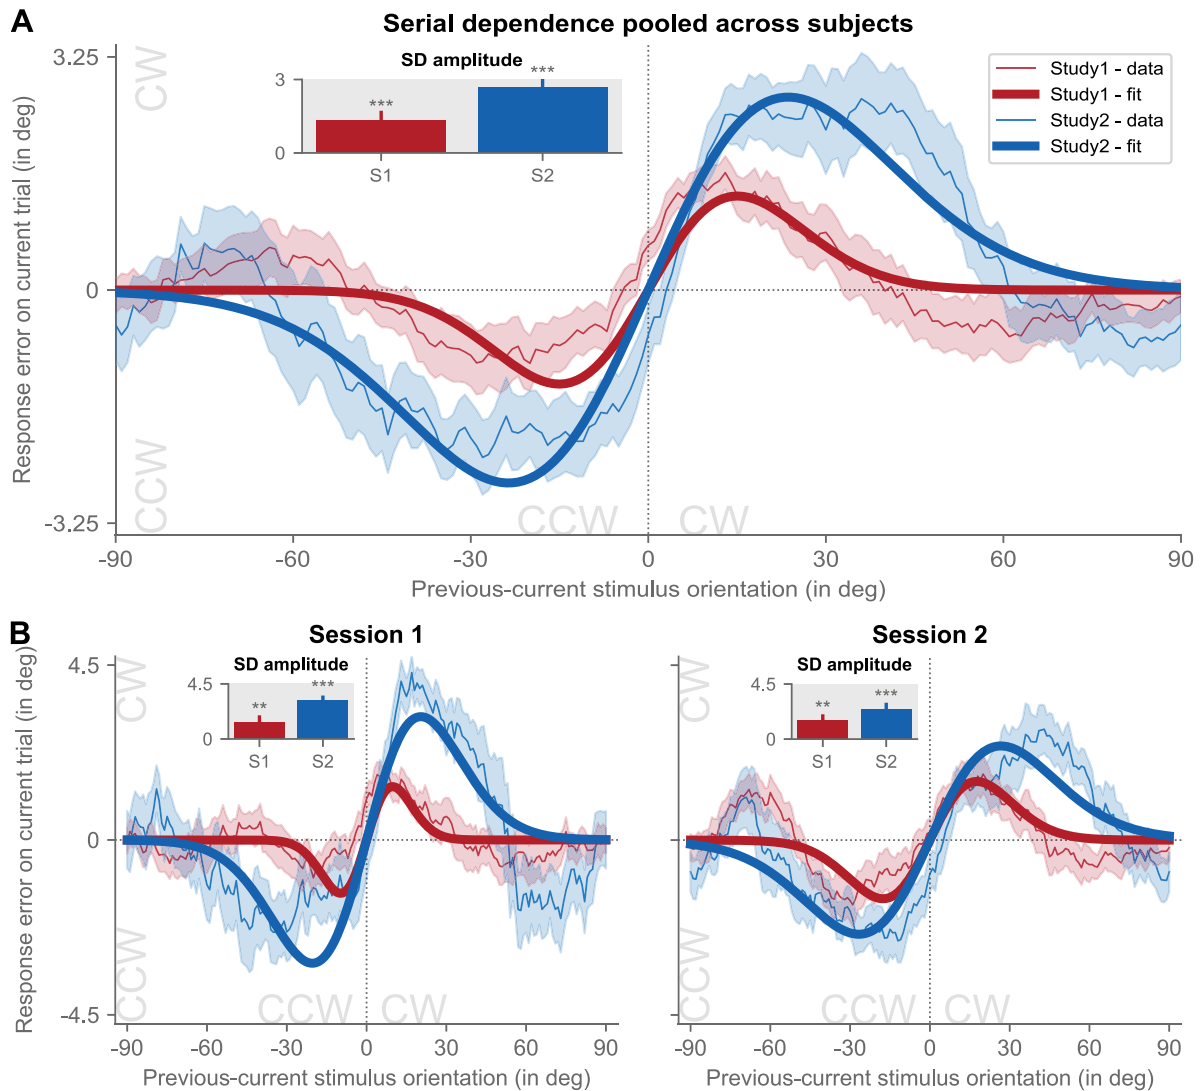 A
Serial dependence pooled across subjects
SD amplitude
3
0
***
***
S1
S2
Study1 - data
Study1 - fit
Study2 - data
Study2 - fit
Response error on current trial (in deg)
3.25
0
-3.25
CW
CCW
CCW
CW
-90
-60
-30
0
30
60
90
Previous-current stimulus orientation (in deg)
B
Session 1
SD amplitude
4.5
0
**
***
S1
S2
Response error on current trial (in deg)
4.5
0
-4.5
CW
CCW
CCW
CW
-90
-60
-30
0
30
60
90
Previous-current stimulus orientation (in deg)
Session 2
SD amplitude
4.5
0
**
***
S1
S2
CW
CCW
CCW
CW
-90
-60
-30
0
30
60
90
Previous-current stimulus orientation (in deg)